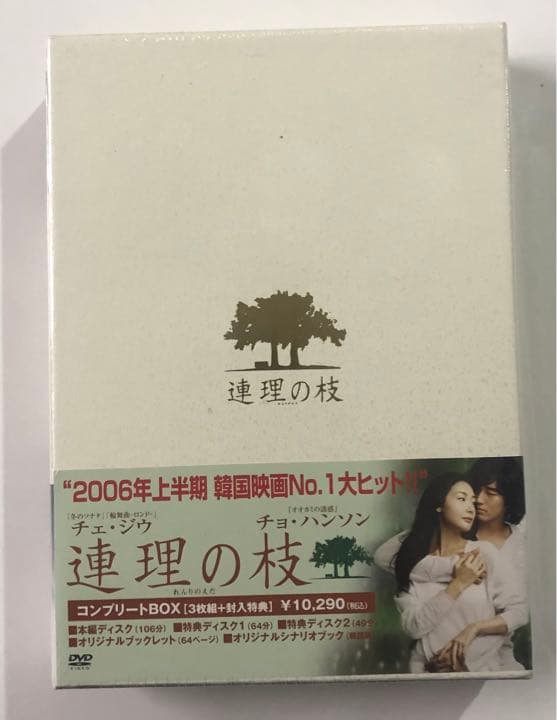 連理の枝
"2006年上半期 韓国映画No.1大ヒット!!"
「冬のソナタ」「輪舞曲-ロンド-」
チェ・ジウ
「オオカミの誘惑」
チョ・ハンソン
連理の枝
れんりのえだ
コンプリートBOX [3枚組+封入特典] ¥10,290(税込)
■本編ディスク(106分) ■特典ディスク1(64分) ■特典ディスク2(49分)
■オリジナルブックレット(64ページ) ■オリジナルシナリオブック
DVD
VIDEO